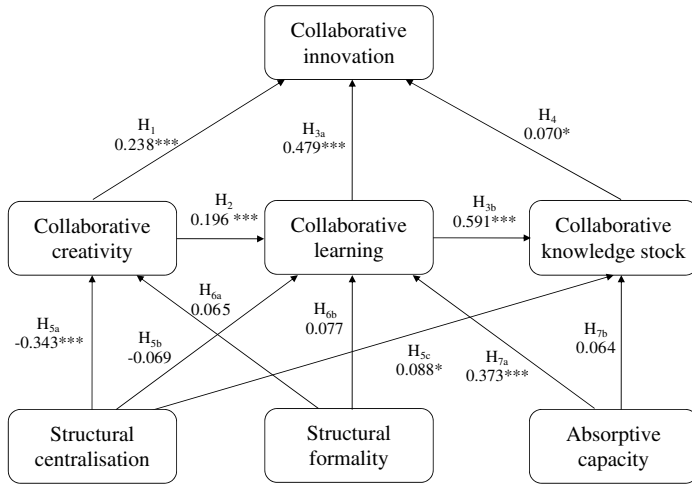 Collaborative
innovation
H₁
0.238***
H₃ₐ
0.479***
H₄
0.070*
Collaborative
creativity
H₂
0.196 ***
Collaborative
learning
H₃b
0.591***
Collaborative
knowledge stock
H₅ₐ
-0.343***
H₆ₐ
0.065
H₅b
-0.069
H₆b
0.077
H₅c
0.088*
H₇ₐ
0.373***
H₇b
0.064
Structural
centralisation
Structural
formality
Absorptive
capacity